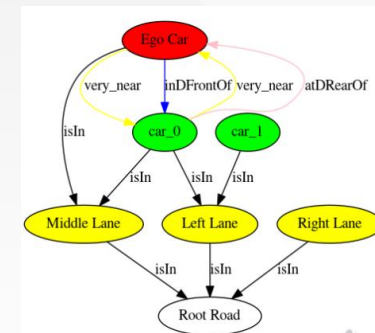 Ego Car
very_near
inDFrontOf
very_near
atDRearOf
isIn
car_0
car_1
isIn
isIn
isIn
Middle Lane
Left Lane
Right Lane
isIn
isIn
isIn
Root Road